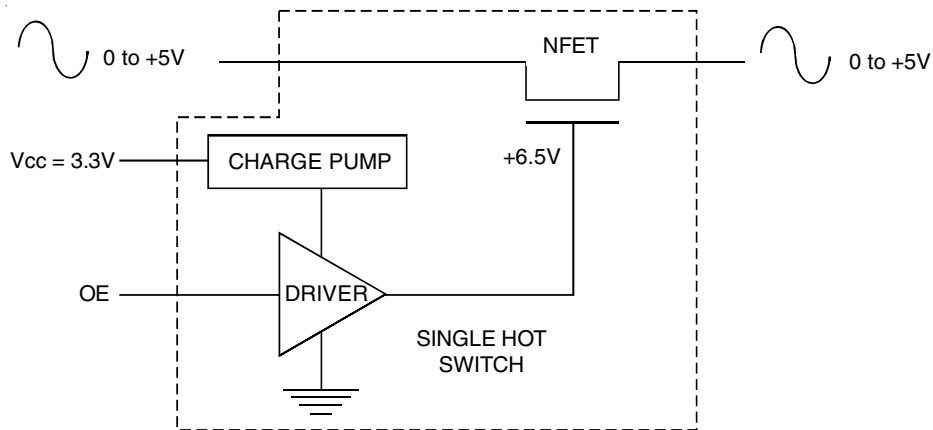 NFET
0 to +5V
0 to +5V
+6.5V
Vcc = 3.3V
CHARGE PUMP
OE
DRIVER
SINGLE HOT
SWITCH